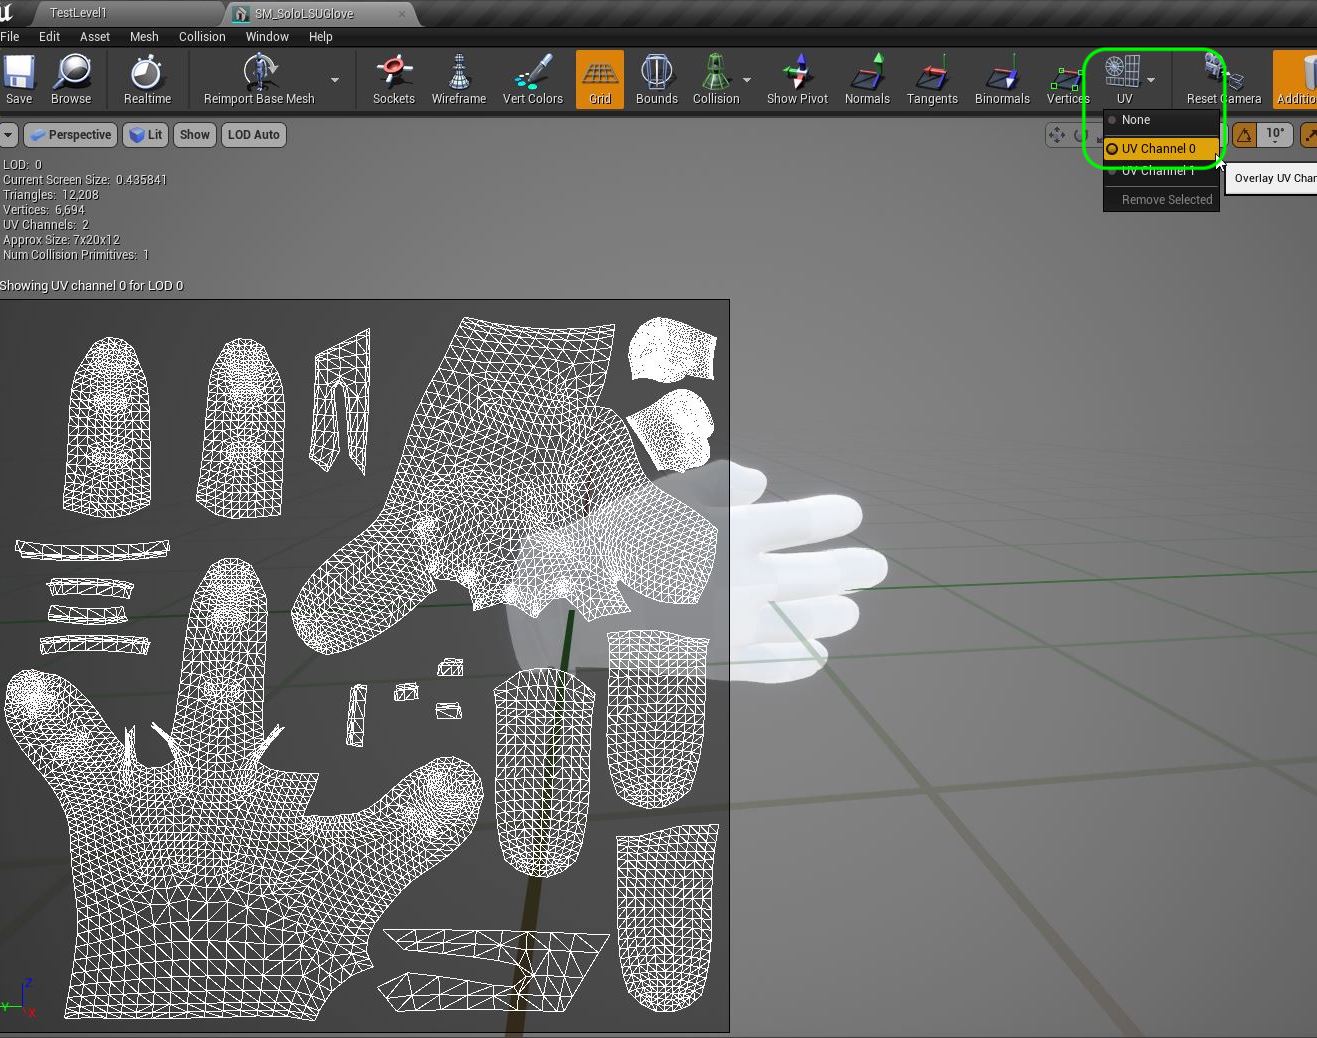 TestLevel1
SM_SoloLSUGlove
File Edit Asset Mesh Collision Window Help
Save Browse Realtime Reimport Base Mesh Sockets Wireframe Vert Colors Grid Bounds Collision Show Pivot Normals Tangents Binormals Vertices UV Reset Camera Additio
None
Perspective Lit Show LOD Auto 10°
UV Channel 0
LOD: 0
UV Channel 1
Current Screen Size: 0.435841
Overlay UV Chan
Triangles: 12,208
Remove Selected
Vertices: 6,694
UV Channels: 2
Approx Size: 7x20x12
Num Collision Primitives: 1
Showing UV channel 0 for LOD 0
Z
Y
X